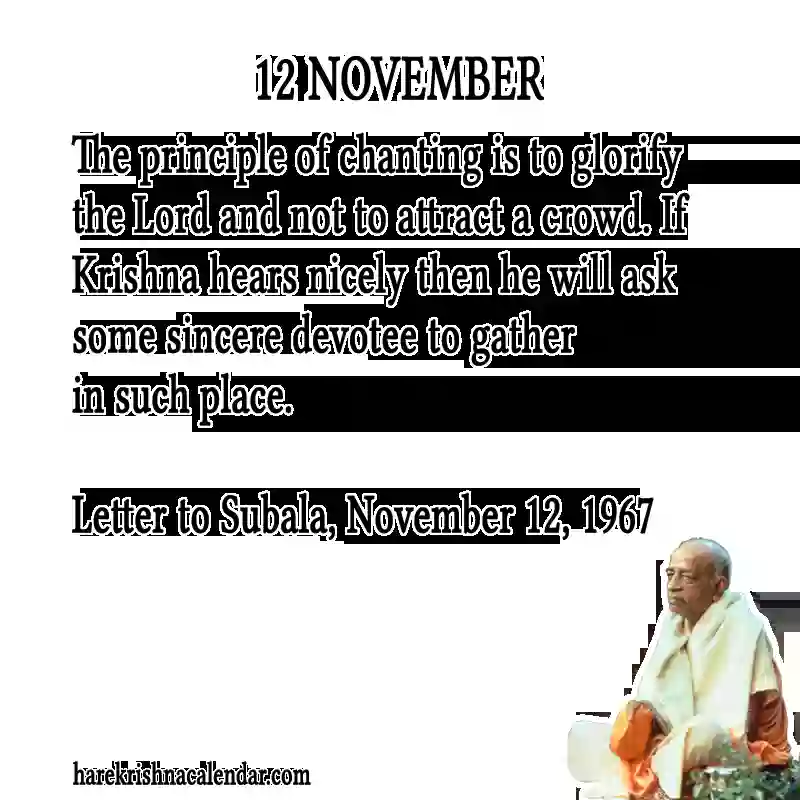 12 NOVEMBER
The principle of chanting is to glorify
the Lord and not to attract a crowd. If
Krishna hears nicely then he will ask
some sincere devotee to gather
in such place.
Letter to Subala, November 12, 1967
harekrishnacalendar.com